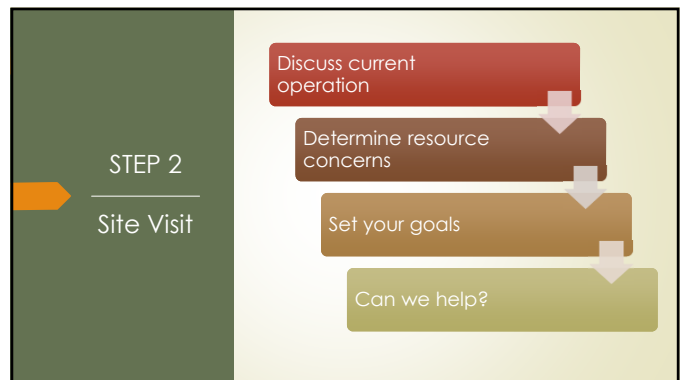 STEP 2
Site Visit
Discuss current
operation
Determine resource
concerns
Set your goals
Can we help?